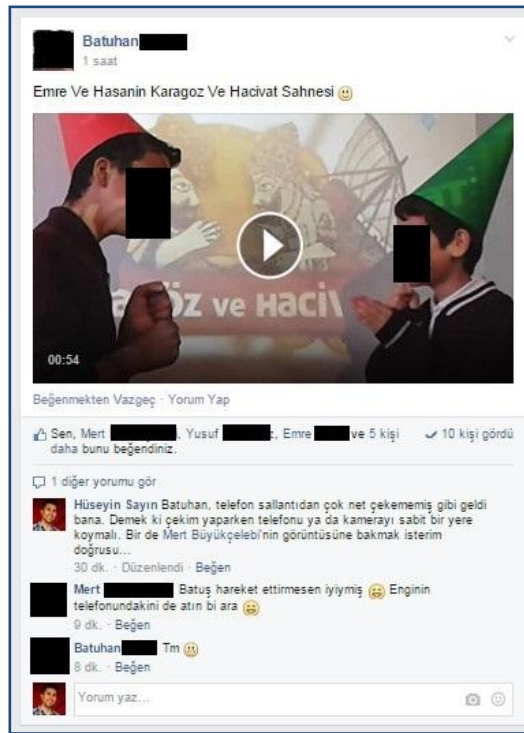 Batuhan
1 saat
Emre Ve Hasanin Karagoz Ve Hacivat Sahnesi
öz ve Haci
00:54
Beğenmekten Vazgeç · Yorum Yap
Sen, Mert , Yusuf , Emre ve 5 kişi
daha bunu beğendiniz.
10 kişi gördü
1 diğer yorumu gör
Hüseyin Sayın Batuhan, telefon sallantıdan çok net çekememiş gibi geldi
bana. Demek ki çekim yaparken telefonu ya da kamerayı sabit bir yere
koymalı. Bir de Mert Büyükçelebi'nin görüntüsüne bakmak isterim
doğrusu...
30 dk. · Düzenlendi · Beğen
Mert Batuş hareket ettirmesen iyiymiş Enginin
telefonundakini de atın bi ara
9 dk. · Beğen
Batuhan Tm
8 dk. · Beğen
Yorum yaz...